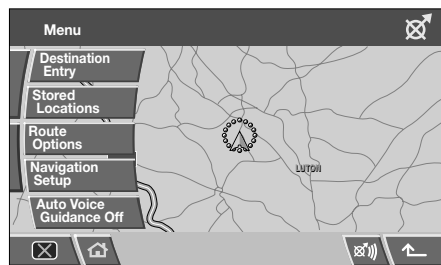 Menu
Destination
Entry
Stored
Locations
Route
Options
LUTON
Navigation
Setup
Auto Voice
Guidance Off